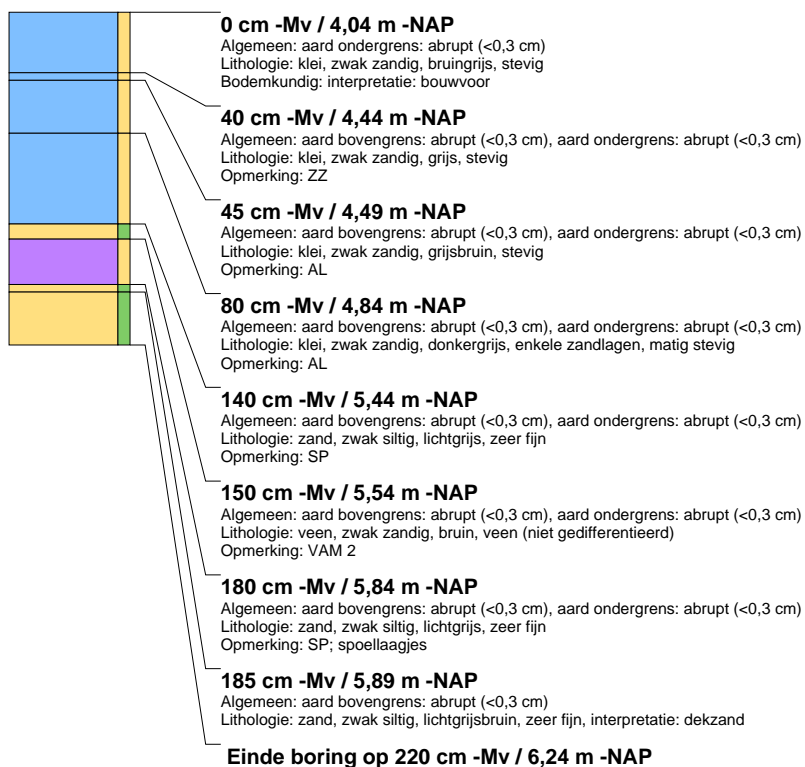 0 cm -Mv / 4,04 m -NAP
Algemeen: aard ondergrens: abrupt (<0,3 cm)
Lithologie: klei, zwak zandig, bruingrijs, stevig
Bodemkundig: interpretatie: bouwvoor
40 cm -Mv / 4,44 m -NAP
Algemeen: aard bovengrens: abrupt (<0,3 cm), aard ondergrens: abrupt (<0,3 cm)
Lithologie: klei, zwak zandig, grijs, stevig
Opmerking: ZZ
45 cm -Mv / 4,49 m -NAP
Algemeen: aard bovengrens: abrupt (<0,3 cm), aard ondergrens: abrupt (<0,3 cm)
Lithologie: klei, zwak zandig, grijsbruin, stevig
Opmerking: AL
80 cm -Mv / 4,84 m -NAP
Algemeen: aard bovengrens: abrupt (<0,3 cm), aard ondergrens: abrupt (<0,3 cm)
Lithologie: klei, zwak zandig, donkergrijs, enkele zandlagen, matig stevig
Opmerking: AL
140 cm -Mv / 5,44 m -NAP
Algemeen: aard bovengrens: abrupt (<0,3 cm), aard ondergrens: abrupt (<0,3 cm)
Lithologie: zand, zwak siltig, lichtgrijs, zeer fijn
Opmerking: SP
150 cm -Mv / 5,54 m -NAP
Algemeen: aard bovengrens: abrupt (<0,3 cm), aard ondergrens: abrupt (<0,3 cm)
Lithologie: veen, zwak zandig, bruin, veen (niet gedifferentieerd)
Opmerking: VAM 2
180 cm -Mv / 5,84 m -NAP
Algemeen: aard bovengrens: abrupt (<0,3 cm), aard ondergrens: abrupt (<0,3 cm)
Lithologie: zand, zwak siltig, lichtgrijs, zeer fijn
Opmerking: SP; spoellaagjes
185 cm -Mv / 5,89 m -NAP
Algemeen: aard bovengrens: abrupt (<0,3 cm)
Lithologie: zand, zwak siltig, lichtgrijsbruin, zeer fijn, interpretatie: dekzand
Einde boring op 220 cm -Mv / 6,24 m -NAP